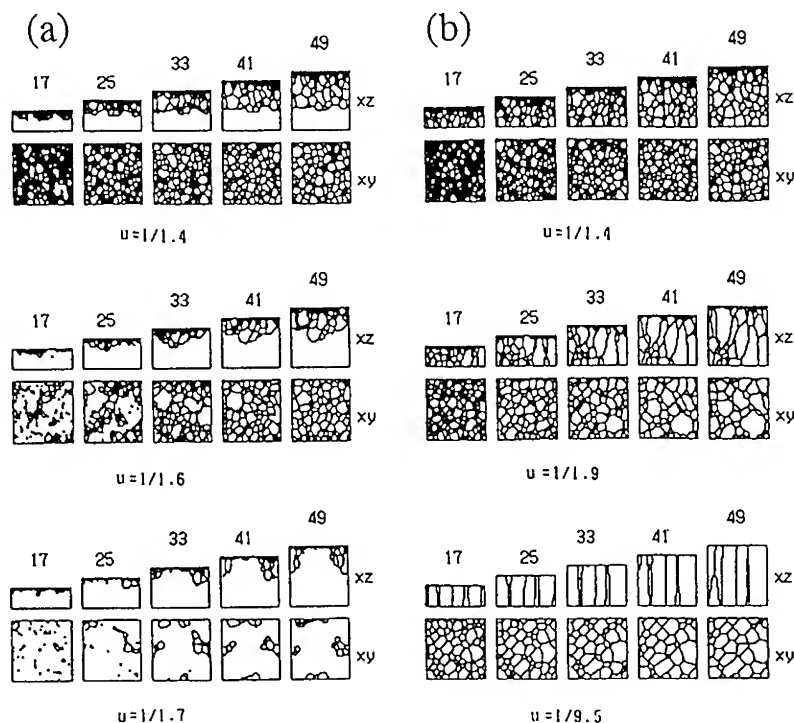 (a)
17 25 33 41 49
xz
xy
u=1/1.4
17 25 33 41 49
xz
xy
u=1/1.6
17 25 33 41 49
xz
xy
u=1/1.7
(b)
17 25 33 41 49
xz
xy
u=1/1.4
17 25 33 41 49
xz
xy
u=1/1.9
17 25 33 41 49
xz
xy
u=1/9.5